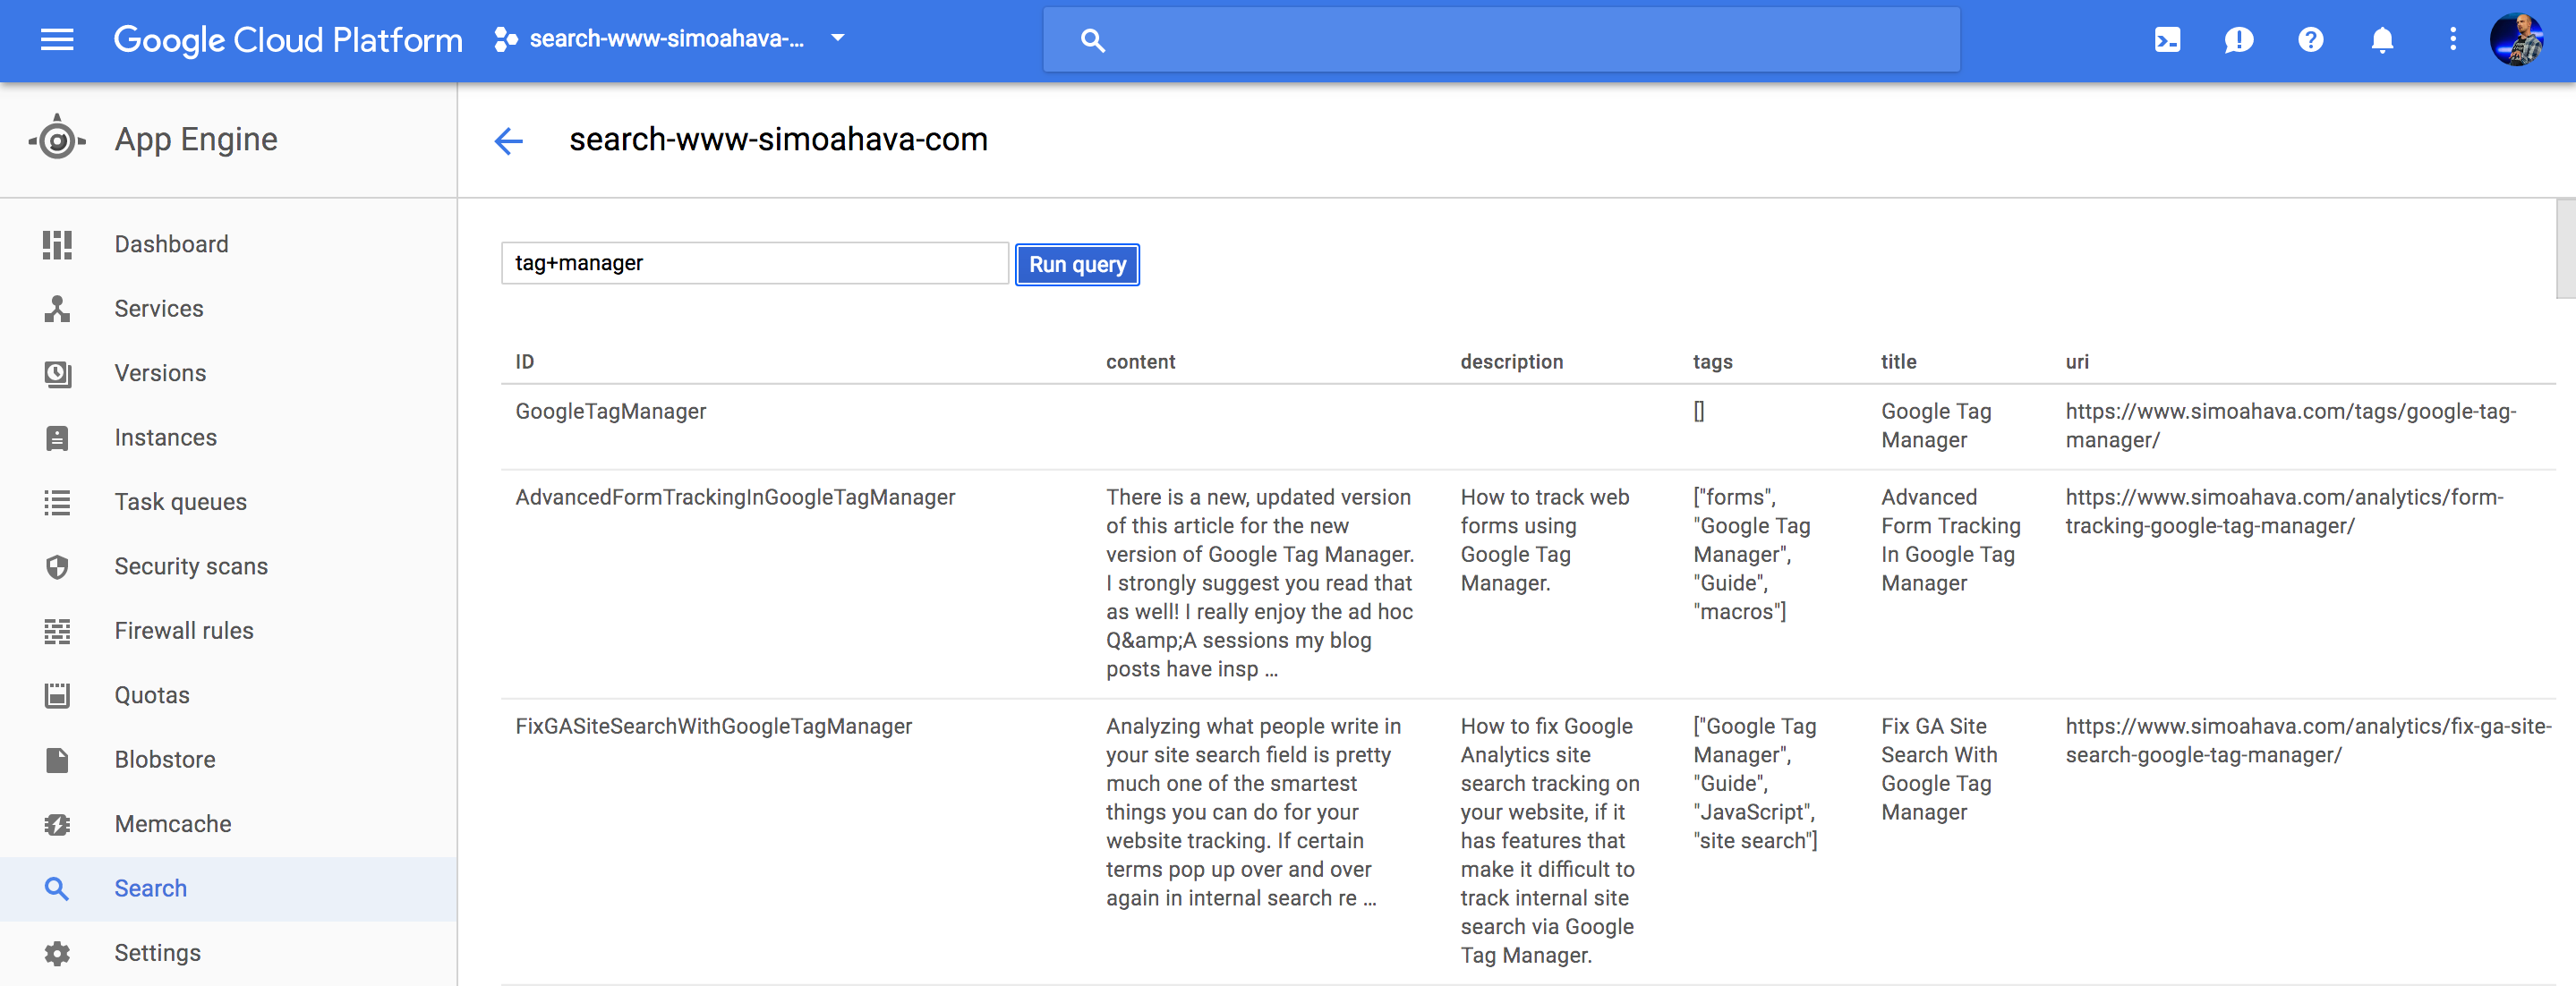 Google Cloud Platform
search-www-simoahava-...
App Engine
search-www-simoahava-com
Dashboard
Services
Versions
Instances
Task queues
Security scans
Firewall rules
Quotas
Blobstore
Memcache
Search
Settings
tag+manager
Run query
ID content description tags title uri
GoogleTagManager
[]
Google Tag
Manager
https://www.simoahava.com/tags/google-tag-
manager/
AdvancedFormTrackingInGoogleTagManager
There is a new, updated version
of this article for the new
version of Google Tag Manager.
I strongly suggest you read that
as well! I really enjoy the ad hoc
Q&amp;A sessions my blog
posts have insp ...
How to track web
forms using
Google Tag
Manager.
["forms",
"Google Tag
Manager",
"Guide",
"macros"]
Advanced
Form Tracking
In Google Tag
Manager
https://www.simoahava.com/analytics/form-
tracking-google-tag-manager/
FixGASiteSearchWithGoogleTagManager
Analyzing what people write in
your site search field is pretty
much one of the smartest
things you can do for your
website tracking. If certain
terms pop up over and over
again in internal search re ...
How to fix Google
Analytics site
search tracking on
your website, if it
has features that
make it difficult to
track internal site
search via Google
Tag Manager.
["Google Tag
Manager",
"Guide",
"JavaScript",
"site search"]
Fix GA Site
Search With
Google Tag
Manager
https://www.simoahava.com/analytics/fix-ga-site-
search-google-tag-manager/